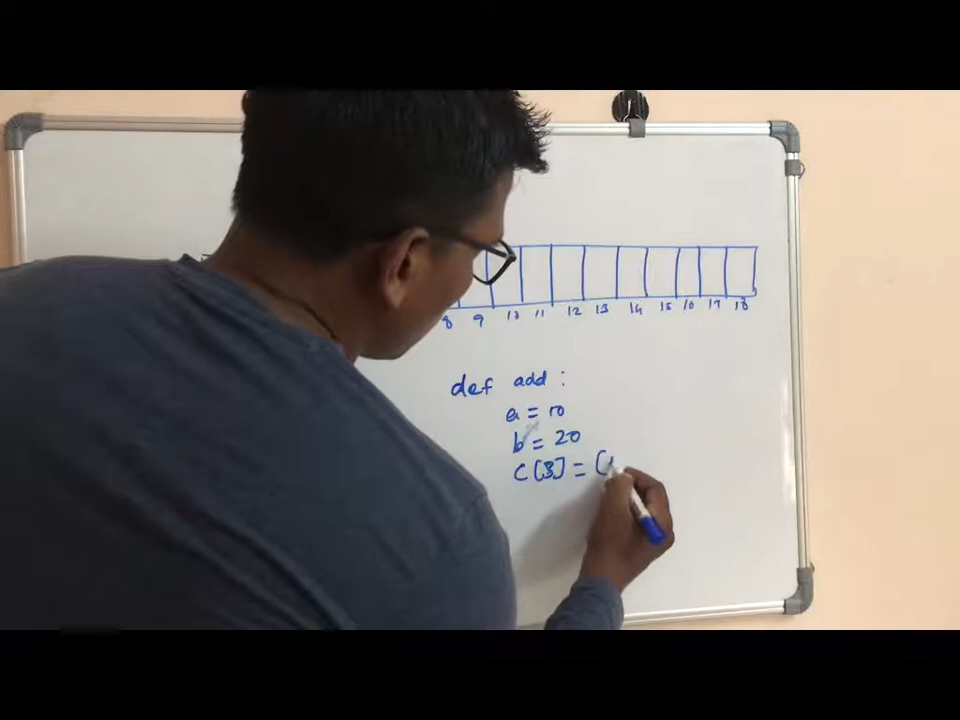 8 9 10 11 12 13 14 15 16 17 18
def add :
a = 10
b = 20
C[3] = [